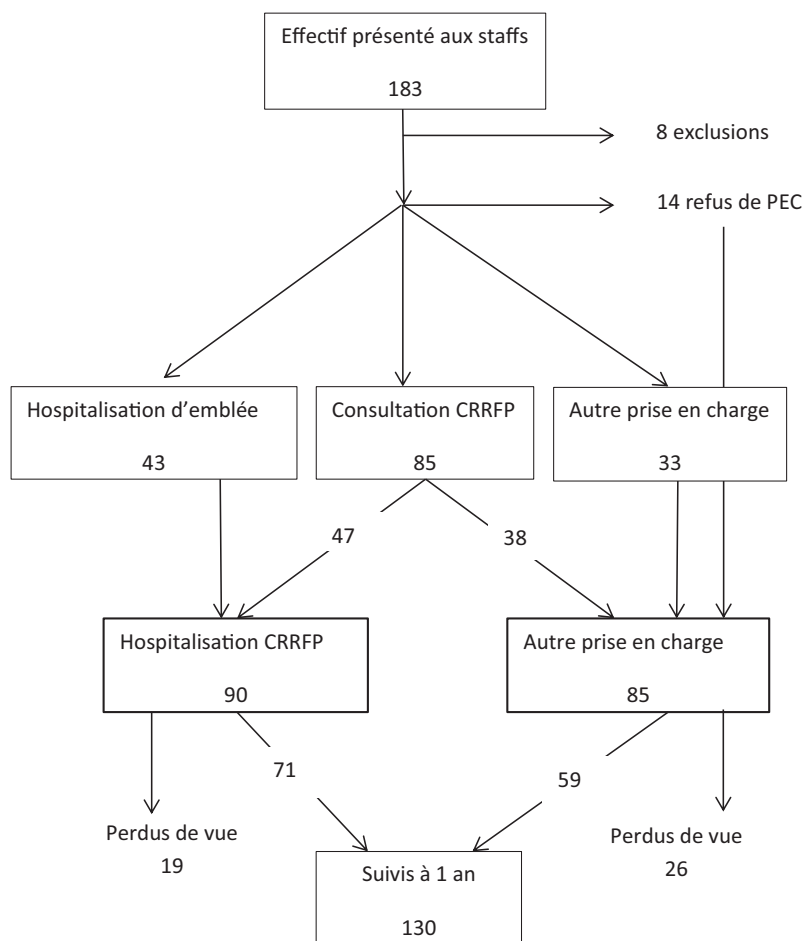 Effectif présenté aux staffs
183
8 exclusions
14 refus de PEC
Hospitalisation d'emblée
43
Consultation CRRFP
85
Autre prise en charge
33
47
38
Hospitalisation CRRFP
90
Autre prise en charge
85
71
59
Perdus de vue
19
Perdus de vue
26
Suivis à 1 an
130